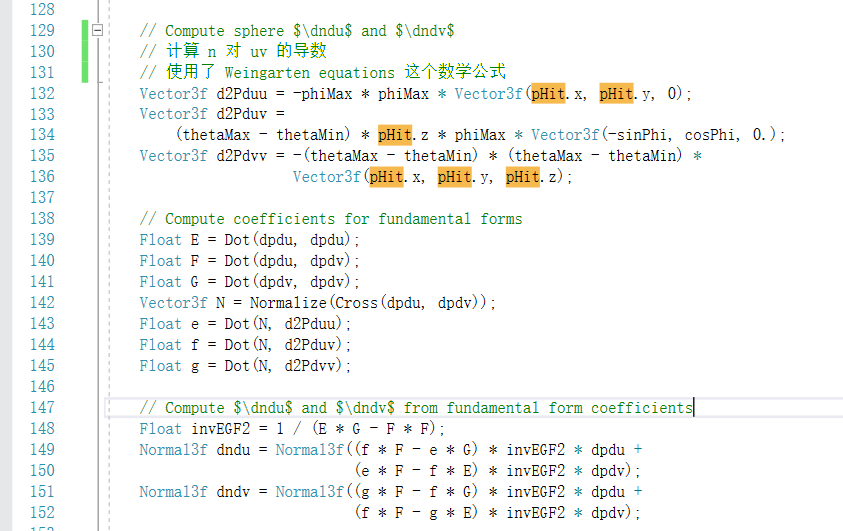 128
129 // Compute sphere $\dndu$ and $\dndv$
130 // 计算 n 对 uv 的导数
131 // 使用了 Weingarten equations 这个数学公式
132 Vector3f d2Pduu = -phiMax * phiMax * Vector3f(pHit.x, pHit.y, 0);
133 Vector3f d2Pduv =
134 (thetaMax - thetaMin) * pHit.z * phiMax * Vector3f(-sinPhi, cosPhi, 0.);
135 Vector3f d2Pdvv = -(thetaMax - thetaMin) * (thetaMax - thetaMin) *
136 Vector3f(pHit.x, pHit.y, pHit.z);
137
138 // Compute coefficients for fundamental forms
139 Float E = Dot(dpdu, dpdu);
140 Float F = Dot(dpdu, dpdv);
141 Float G = Dot(dpdv, dpdv);
142 Vector3f N = Normalize(Cross(dpdu, dpdv));
143 Float e = Dot(N, d2Pduu);
144 Float f = Dot(N, d2Pduv);
145 Float g = Dot(N, d2Pdvv);
146
147 // Compute $\dndu$ and $\dndv$ from fundamental form coefficients
148 Float invEGF2 = 1 / (E * G - F * F);
149 Normal3f dndu = Normal3f((f * F - e * G) * invEGF2 * dpdu +
150 (e * F - f * E) * invEGF2 * dpdv);
151 Normal3f dndv = Normal3f((g * F - f * G) * invEGF2 * dpdu +
152 (f * F - g * E) * invEGF2 * dpdv);